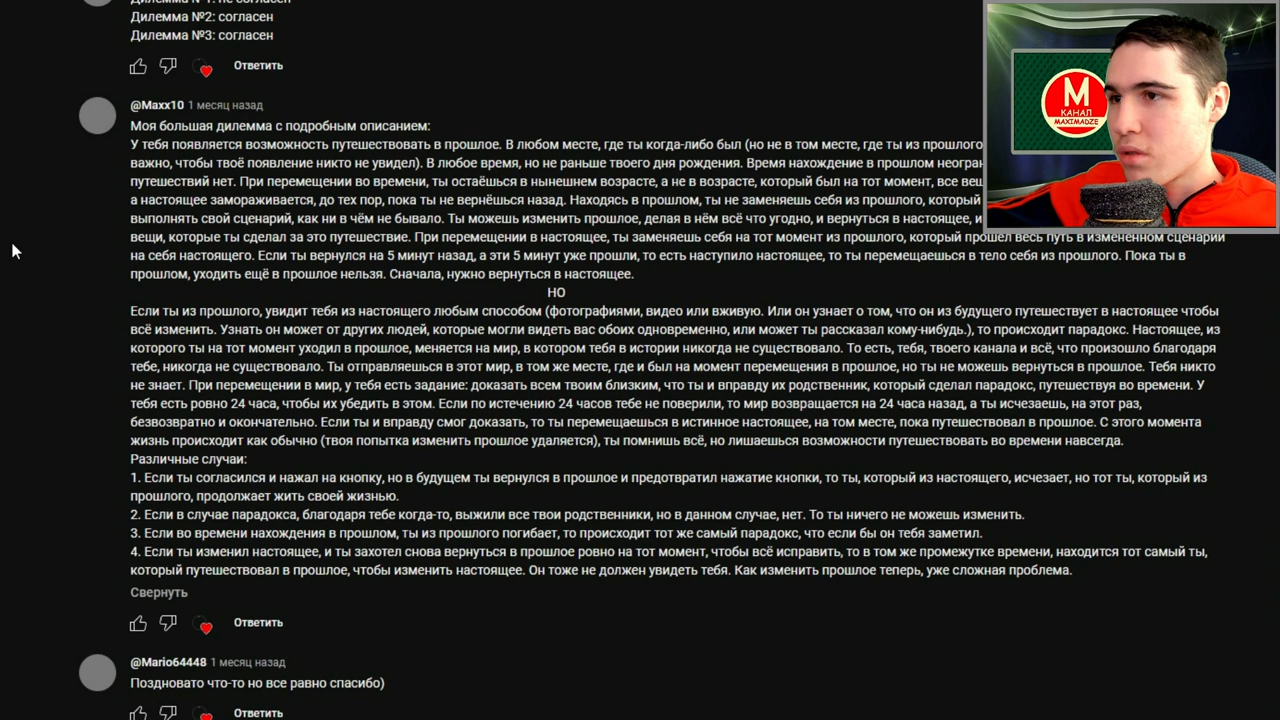 Дилемма №2: согласен
Дилемма №3: согласен
Ответить
@Maxx10 1 месяц назад
Моя большая дилемма с подробным описанием:
У тебя появляется возможность путешествовать в прошлое. В любом месте, где ты когда-либо был (но не в том месте, где ты из прошлого
важно, чтобы твоё появление никто не увидел). В любое время, но не раньше твоего дня рождения. Время нахождение в прошлом
путешествий нет. При перемещении во времени, ты остаёшься в нынешнем возрасте, а не в возрасте, который был на тот момент, все
а настоящее замораживается, до тех пор, пока ты не вернёшься назад. Находясь в прошлом, ты не заменяешь себя из прошлого, который
выполнять свой сценарий, как ни в чём не бывало. Ты можешь изменить прошлое, делая в нём всё что угодно, и вернуться в настоящее, и
вещи, которые ты сделал за это путешествие. При перемещении в настоящее, ты заменяешь себя на тот момент из прошлого, который прошел весь путь в измененном сценарии
на себя настоящего. Если ты вернулся на 5 минут назад, а эти 5 минут уже прошли, то есть наступило настоящее, то ты перемещаешься в тело себя из прошлого. Пока ты в
прошлом, уходить ещё в прошлое нельзя. Сначала, нужно вернуться в настоящее.
НО
Если ты из прошлого, увидит тебя из настоящего любым способом (фотографиями, видео или вживую. Или он узнает о том, что он из будущего путешествует в настоящее чтобы
всё изменить. Узнать он может от других людей, которые могли видеть вас обоих одновременно, или может ты рассказал кому-нибудь.), то происходит парадокс. Настоящее, из
которого ты на тот момент уходил в прошлое, меняется на мир, в котором тебя в истории никогда не существовало. То есть, тебя, твоего канала и всё, что произошло благодаря
тебе, никогда не существовало. Ты отправляешься в этот мир, в том же месте, где и был на момент перемещения в прошлое, но ты не можешь вернуться в прошлое. Тебя никто
не знает. При перемещении в мир, у тебя есть задание: доказать всем твоим близким, что ты и вправду их родственник, который сделал парадокс, путешествуя во времени. У
тебя есть ровно 24 часа, чтобы их убедить в этом. Если по истечению 24 часов тебе не поверили, то мир возвращается на 24 часа назад, а ты исчезаешь, на этот раз,
безвозвратно и окончательно. Если ты и вправду смог доказать, то ты перемещаешься в истинное настоящее, на том месте, пока путешествовал в прошлое. С этого момента
жизнь происходит как обычно (твоя попытка изменить прошлое удаляется), ты помнишь всё, но лишаешься возможности путешествовать во времени навсегда.
Различные случаи:
1. Если ты согласился и нажал на кнопку, но в будущем ты вернулся в прошлое и предотвратил нажатие кнопки, то ты, который из настоящего, исчезает, но тот ты, который из
прошлого, продолжает жить своей жизнью.
2. Если в случае парадокса, благодаря тебе когда-то, выжили все твои родственники, но в данном случае, нет. То ты ничего не можешь изменить.
3. Если во время нахождения в прошлом, ты из прошлого погибает, то происходит тот же самый парадокс, что если бы он тебя заметил.
4. Если ты изменил настоящее, и ты захотел снова вернуться в прошлое ровно на тот момент, чтобы всё исправить, то в том же промежутке времени, находится тот самый ты,
который путешествовал в прошлое, чтобы изменить настоящее. Он тоже не должен увидеть тебя. Как изменить прошлое теперь, уже сложная проблема.
Свернуть
Ответить
@Mario64448 1 месяц назад
Поздновато что-то но все равно спасибо)
Ответить
М
КАНАЛ
MAXIMADZE